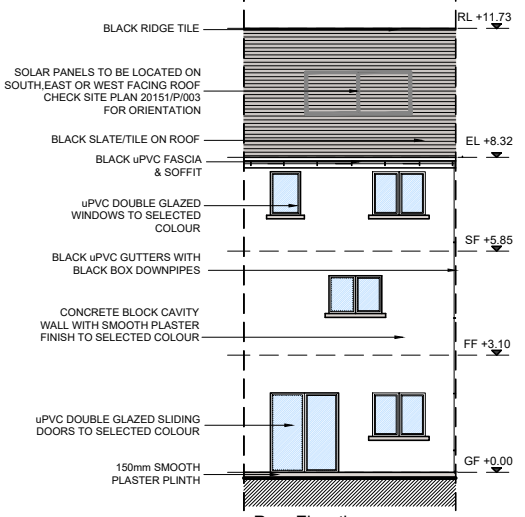 RL +11.73
BLACK RIDGE TILE
SOLAR PANELS TO BE LOCATED ON
SOUTH,EAST OR WEST FACING ROOF
CHECK SITE PLAN 20151/P/003
FOR ORIENTATION
BLACK SLATE/TILE ON ROOF
EL +8.32
BLACK uPVC FASCIA
& SOFFIT
uPVC DOUBLE GLAZED
WINDOWS TO SELECTED
COLOUR
SF +5.85
BLACK uPVC GUTTERS WITH
BLACK BOX DOWNPIPES
CONCRETE BLOCK CAVITY
WALL WITH SMOOTH PLASTER
FINISH TO SELECTED COLOUR
FF +3.10
uPVC DOUBLE GLAZED SLIDING
DOORS TO SELECTED COLOUR
150mm SMOOTH
PLASTER PLINTH
GF +0.00